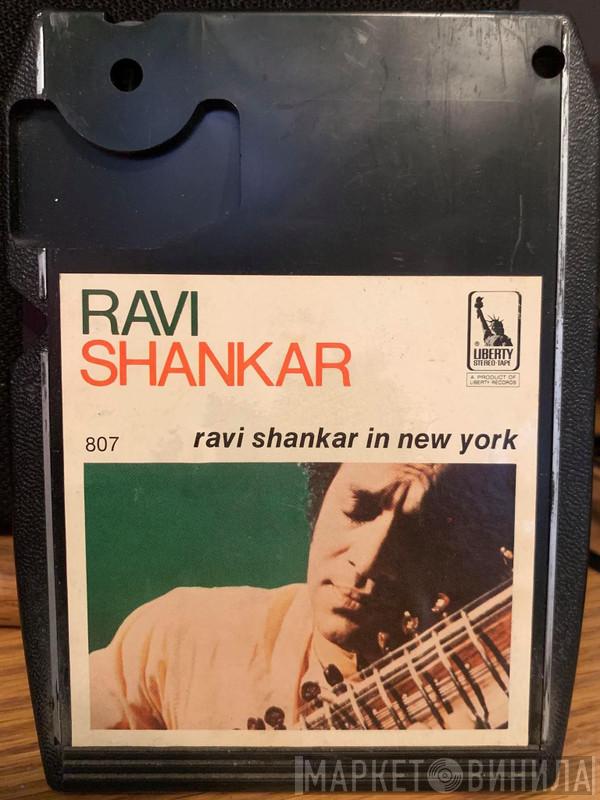 RAVI
SHANKAR
® LIBERTY
STEREO-TAPE
A PRODUCT OF
LIBERTY RECORDS
807
ravi shankar in new york
МАРКЕТ ВИНИЛА